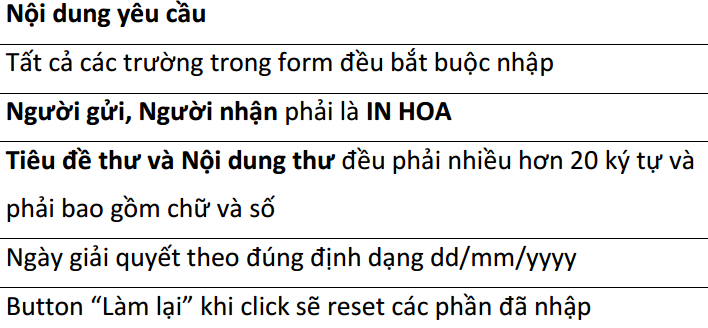 Nội dung yêu cầu
Tất cả các trường trong form đều bắt buộc nhập
Người gửi, Người nhận phải là IN HOA
Tiêu đề thư và Nội dung thư đều phải nhiều hơn 20 ký tự và
phải bao gồm chữ và số
Ngày giải quyết theo đúng định dạng dd/mm/yyyy
Button “Làm lại” khi click sẽ reset các phần đã nhập